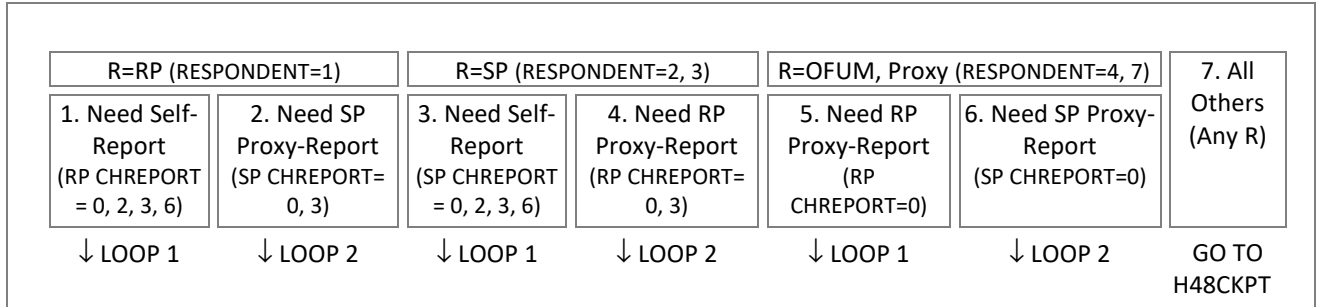 R=RP (RESPONDENT=1)
R=SP (RESPONDENT=2, 3)
R=OFUM, Proxy (RESPONDENT=4, 7)
7. All
Others
(Any R)
1. Need Self-
Report
(RP CHREPORT
= 0, 2, 3, 6)
2. Need SP
Proxy-Report
(SP CHREPORT=
0, 3)
3. Need Self-
Report
(SP CHREPORT
= 0, 2, 3, 6)
4. Need RP
Proxy-Report
(RP CHREPORT=
0, 3)
5. Need RP
Proxy-Report
(RP
CHREPORT=0)
6. Need SP Proxy-
Report
(SP CHREPORT=0)
↓ LOOP 1
↓ LOOP 2
↓ LOOP 1
↓ LOOP 2
↓ LOOP 1
↓ LOOP 2
GO TO
H48CKPT